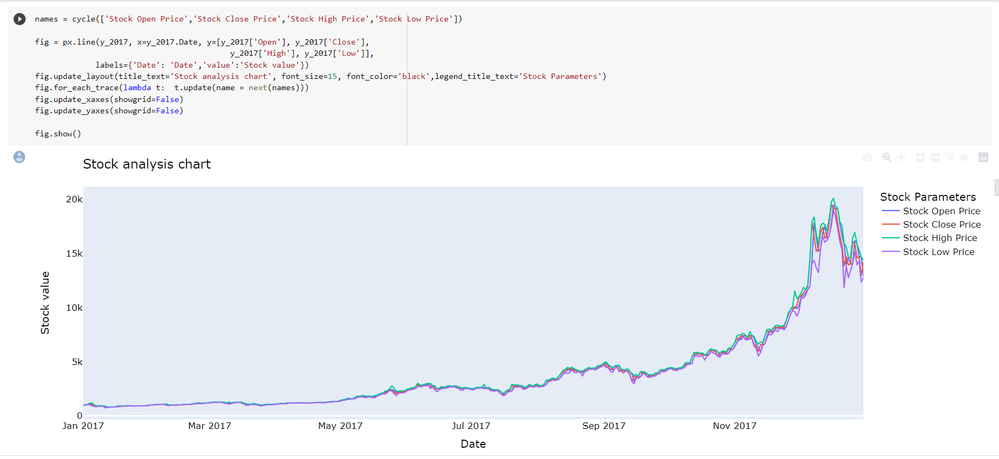 names = cycle(['Stock Open Price','Stock Close Price','Stock High Price','Stock Low Price'])
fig = px.line(y_2017, x=y_2017.Date, y=[y_2017['Open'], y_2017['Close'],
y_2017['High'], y_2017['Low']],
labels={'Date': 'Date','value':'Stock value'})
fig.update_layout(title_text='Stock analysis chart', font_size=15, font_color='black',legend_title_text='Stock Parameters')
fig.for_each_trace(lambda t:  t.update(name = next(names)))
fig.update_xaxes(showgrid=False)
fig.update_yaxes(showgrid=False)
fig.show()
Stock analysis chart
20k
15k
10k
5k
0
Stock value
Jan 2017 Mar 2017 May 2017 Jul 2017 Sep 2017 Nov 2017
Date
Stock Parameters
Stock Open Price
Stock Close Price
Stock High Price
Stock Low Price